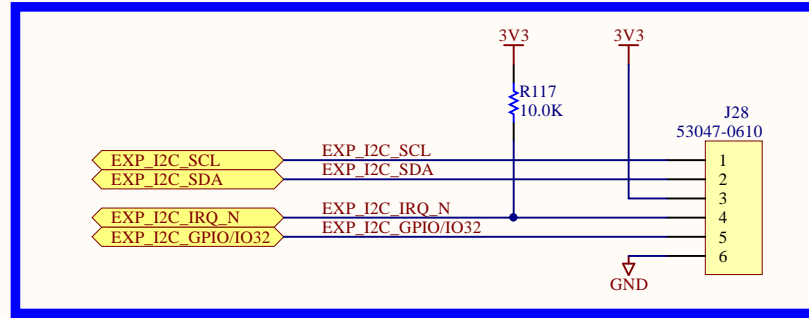 3V3 3V3
R117
10.0K
J28
53047-0610
EXP_I2C_SCL EXP_I2C_SCL 1
EXP_I2C_SDA EXP_I2C_SDA 2
3
EXP_I2C_IRQ_N EXP_I2C_IRQ_N 4
EXP_I2C_GPIO/IO32 EXP_I2C_GPIO/IO32 5
6
GND